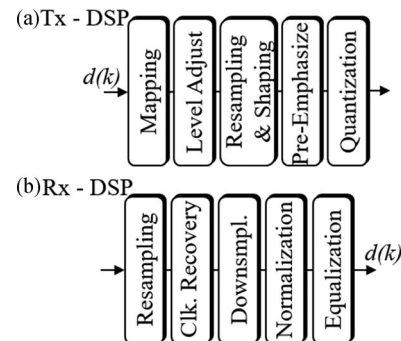 (a)Tx - DSP
d(k)
Mapping
Level Adjust
Resampling
& Shaping
Pre-Emphasize
Quantization
(b)Rx - DSP
Resampling
Clk. Recovery
Downsmpl.
Normalization
Equalization
d(k)